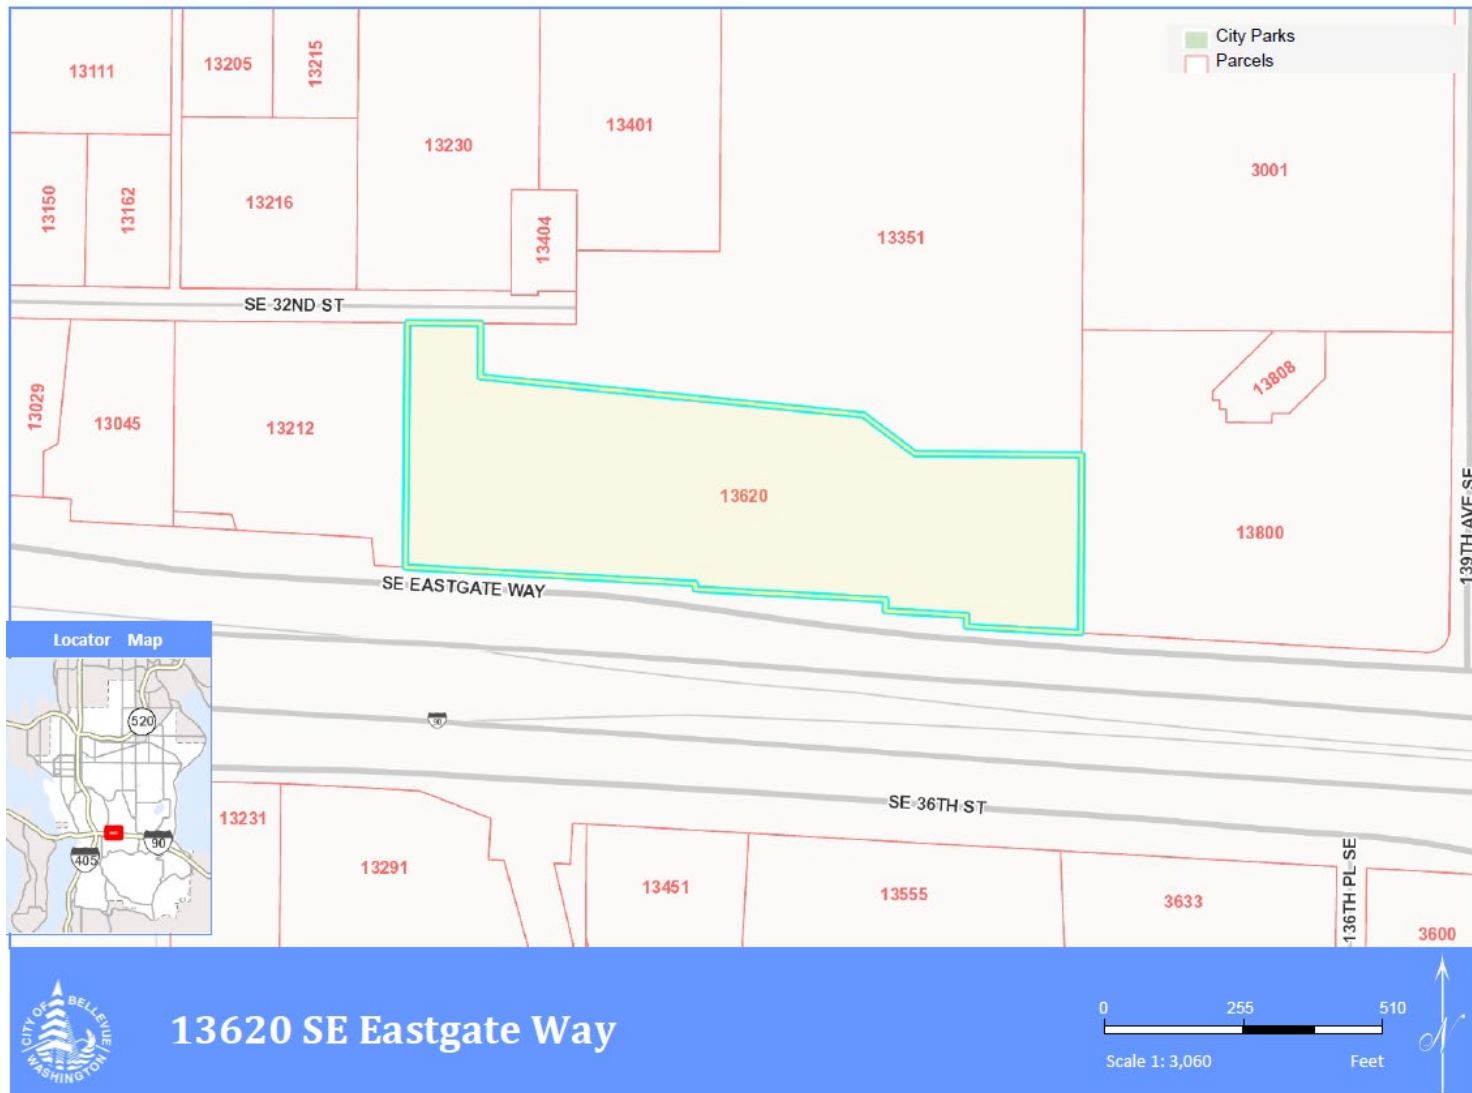 City Parks
Parcels
13111
13205
13215
13230
13401
3001
13150
13162
13216
13404
13351
SE 32ND ST
13029
13045
13212
13620
13808
13800
139TH AVE SE
SE EASTGATE WAY
Locator Map
520
90
405
90
SE 36TH ST
13231
13291
13451
13555
3633
136TH PL SE
3600
CITY OF BELLEVUE
WASHINGTON
13620 SE Eastgate Way
0 255 510
Scale 1: 3,060 Feet
N